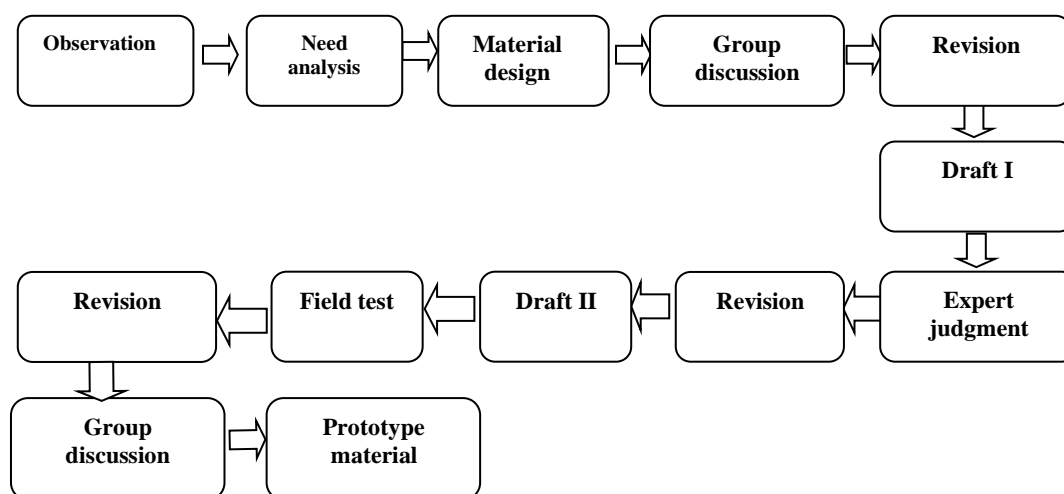 Observation
Need
analysis
Material
design
Group
discussion
Revision
Draft I
Expert
judgment
Revision
Draft II
Field test
Revision
Group
discussion
Prototype
material